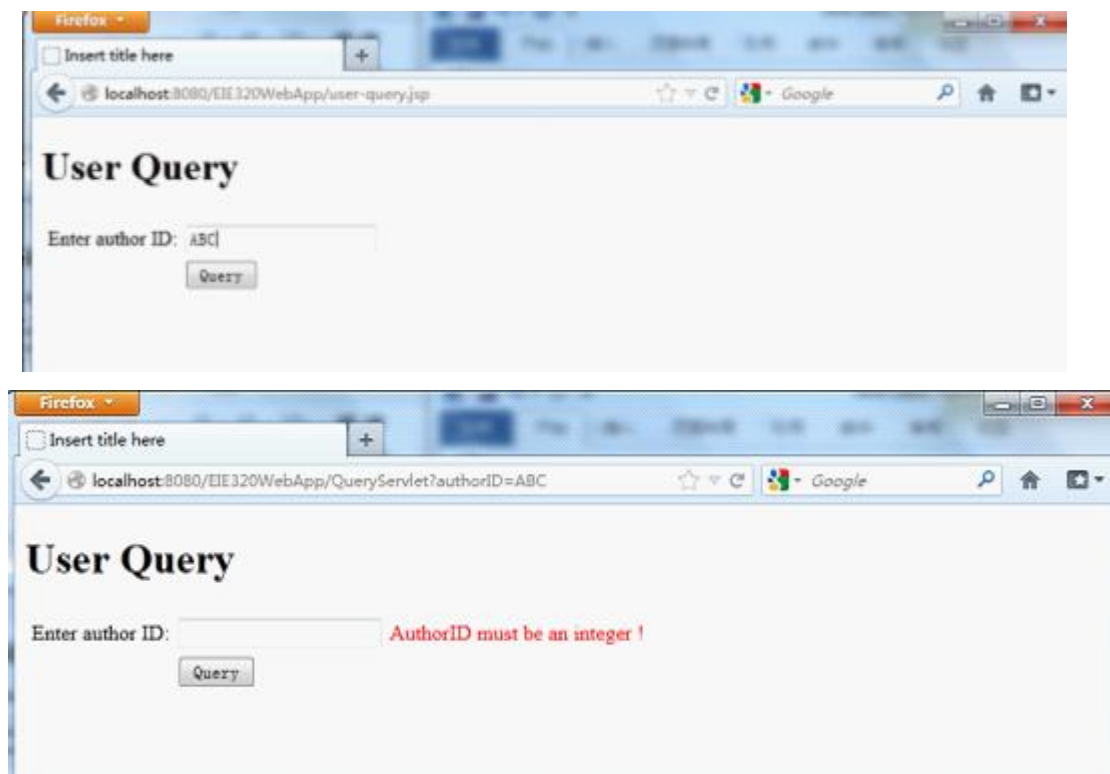 Firefox
Insert title here
+
localhost:8080/EIE320WebApp/user-query.jsp
Google
User Query
Enter author ID: ABC
Query
Firefox
Insert title here
+
localhost:8080/EIE320WebApp/QueryServlet?authorID=ABC
Google
User Query
Enter author ID: AuthorID must be an integer !
Query